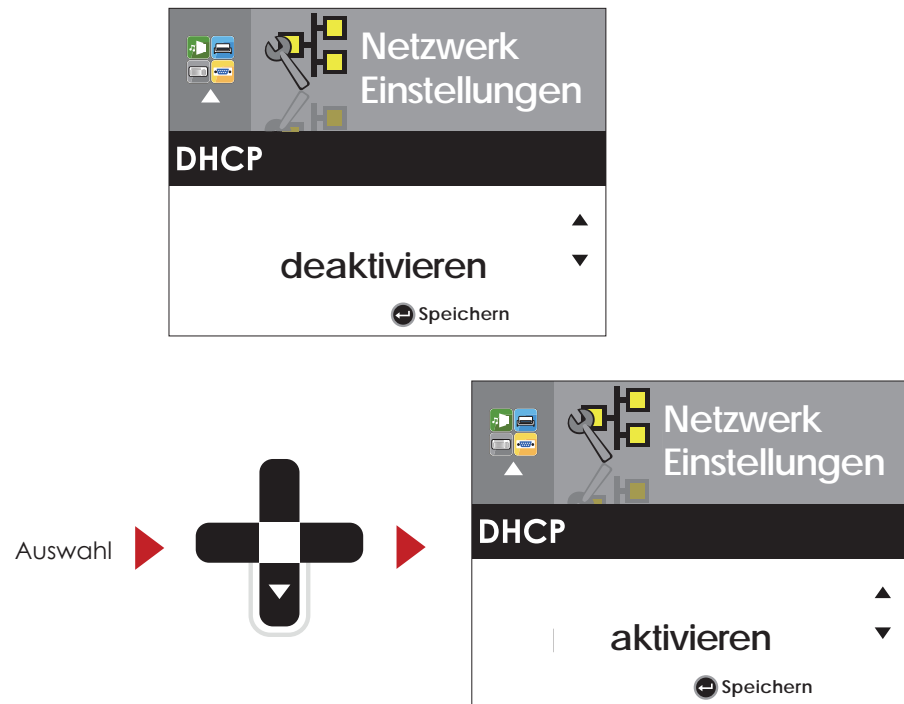 Netzwerk
Einstellungen
DHCP
deaktivieren
Speichern
Auswahl
Netzwerk
Einstellungen
DHCP
aktivieren
Speichern